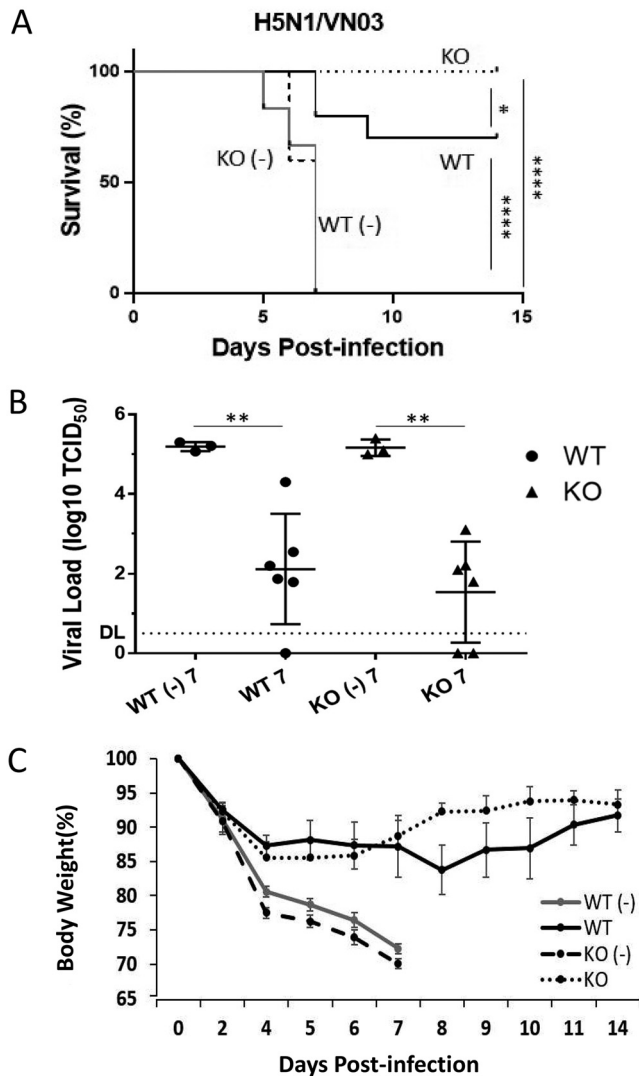 A
H5N1/VN03
Survival (%)
100
50
0
KO
*
KO (-)
WT
WT (-)
****
****
0
5
10
15
Days Post-infection
B
Viral Load (log10 TCID50)
6
4
2
0
DL
**
**
WT
KO
WT (-) 7
WT 7
KO (-) 7
KO 7
C
Body Weight(%)
100
95
90
85
80
75
70
65
WT (-)
WT
KO (-)
KO
0 2 4 5 6 7 8 9 10 11 14
Days Post-infection